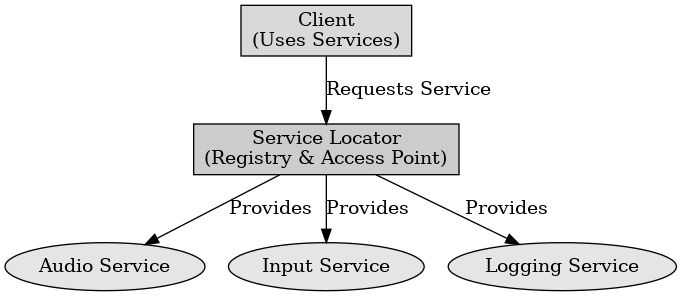 Client
(Uses Services)
Requests Service
Service Locator
(Registry & Access Point)
Provides
Provides
Provides
Audio Service
Input Service
Logging Service